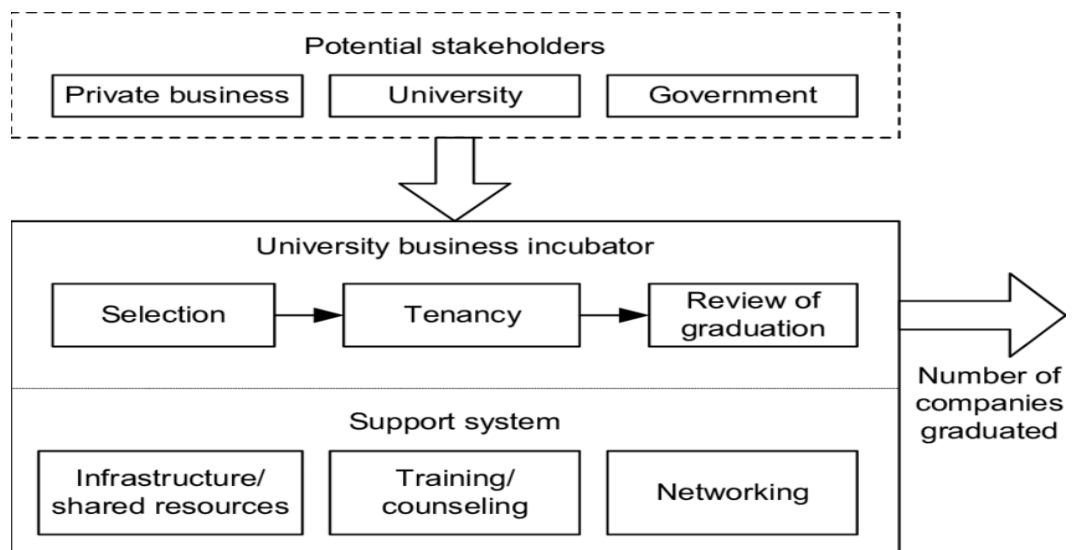 Potential stakeholders
Private business
University
Government
University business incubator
Selection
Tenancy
Review of
graduation
Number of
companies
graduated
Support system
Infrastructure/
shared resources
Training/
counseling
Networking